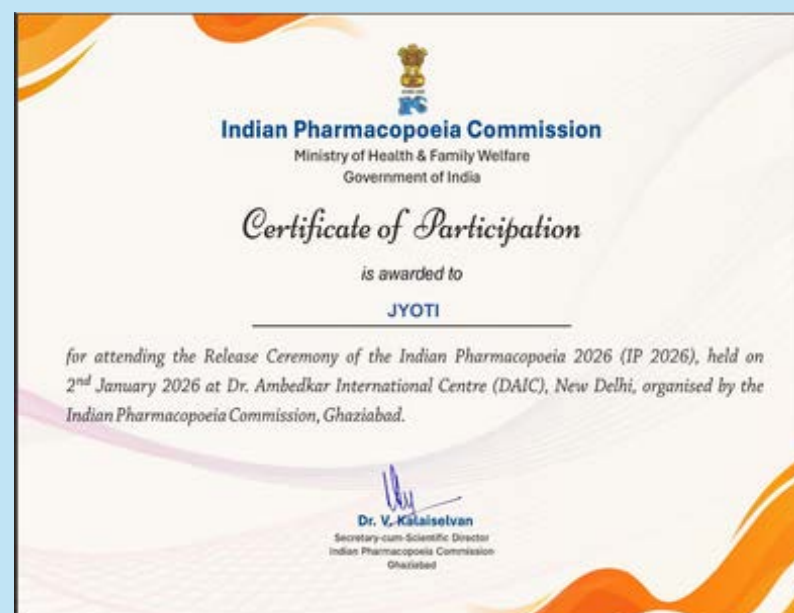 Indian Pharmacopoeia Commission
Ministry of Health & Family Welfare
Government of India
Certificate of Participation
is awarded to
JYOTI
for attending the Release Ceremony of the Indian Pharmacopoeia 2026 (IP 2026), held on
2nd January 2026 at Dr. Ambedkar International Centre (DAIC), New Delhi, organised by the
Indian Pharmacopoeia Commission, Ghaziabad.
Dr. V. Kalaiselvan
Secretary-cum-Scientific Director
Indian Pharmacopoeia Commission
Ghaziabad